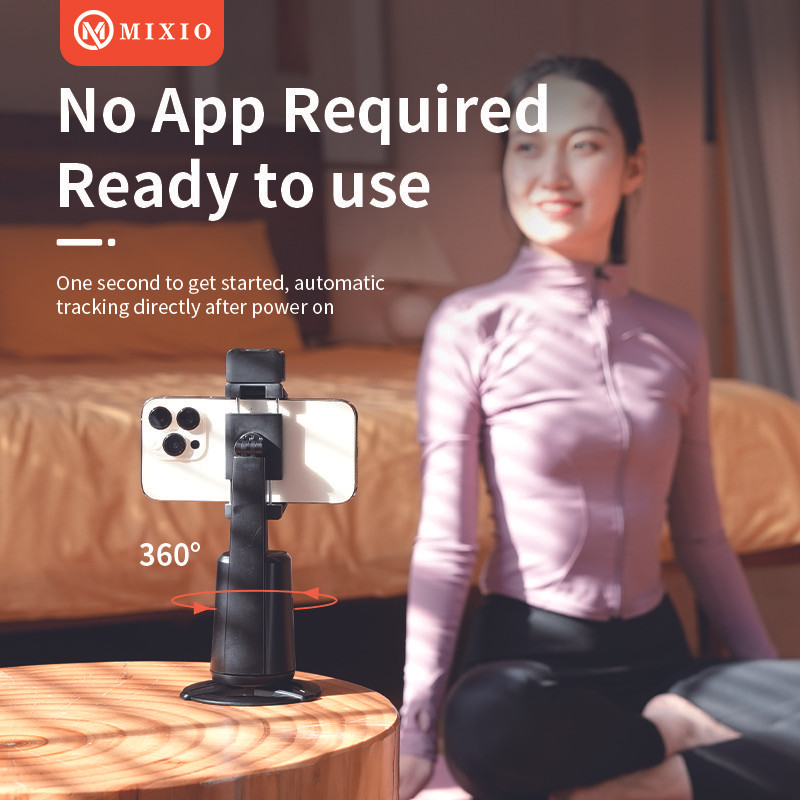 MIXIO
No App Required
Ready to use
One second to get started, automatic
tracking directly after power on
360°